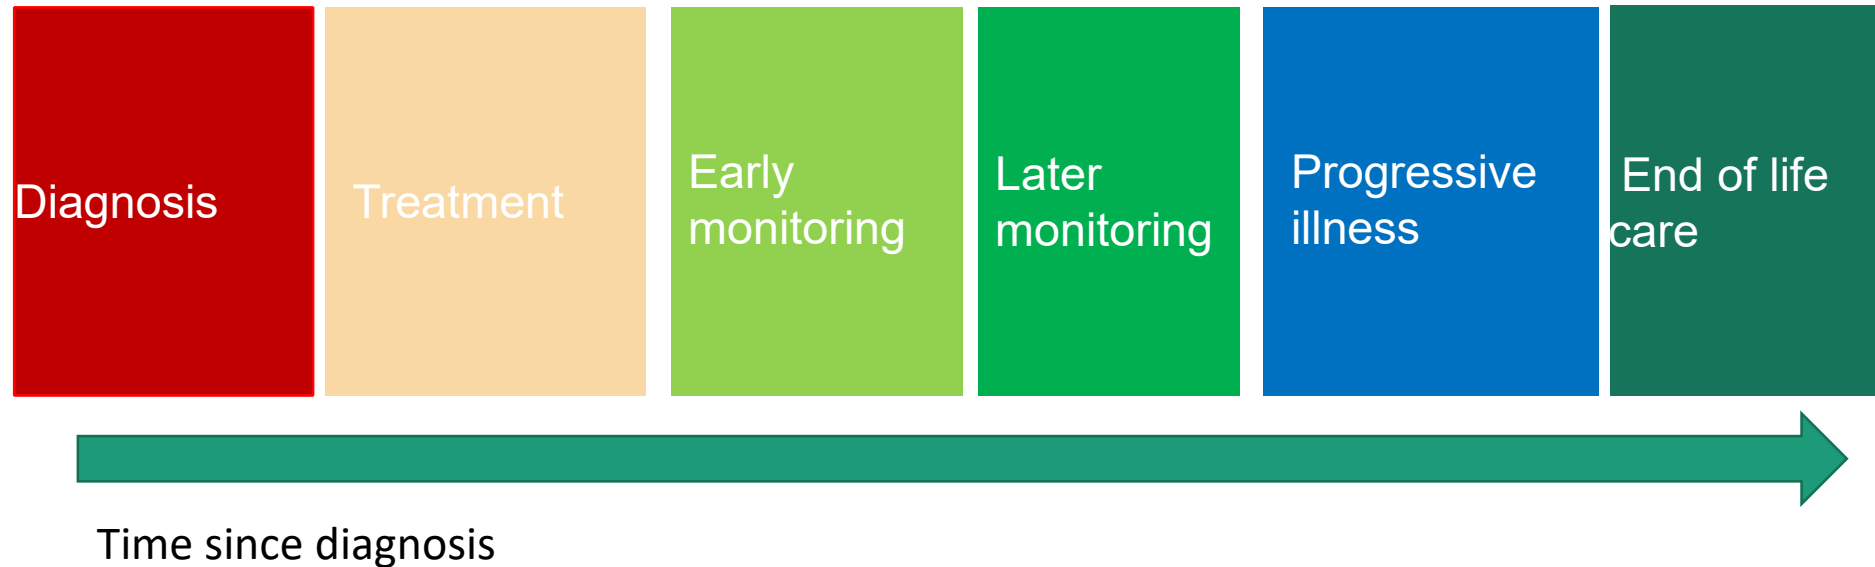 Diagnosis
Treatment
Early
monitoring
Later
monitoring
Progressive
illness
End of life
care
Time since diagnosis